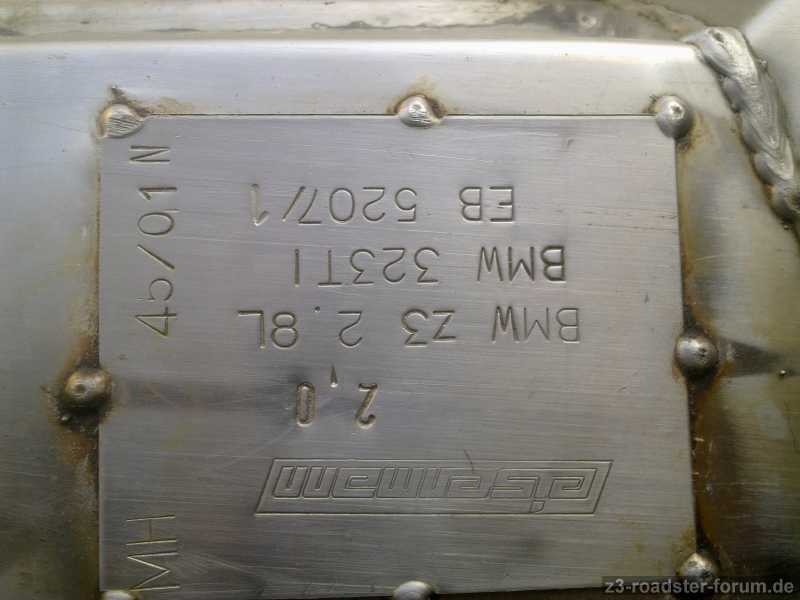 eisenmann
2,0
BMW Z3 2.8L
BMW 323TI
EB 5207/1
MH
45/01 N
z3-roadster-forum.de